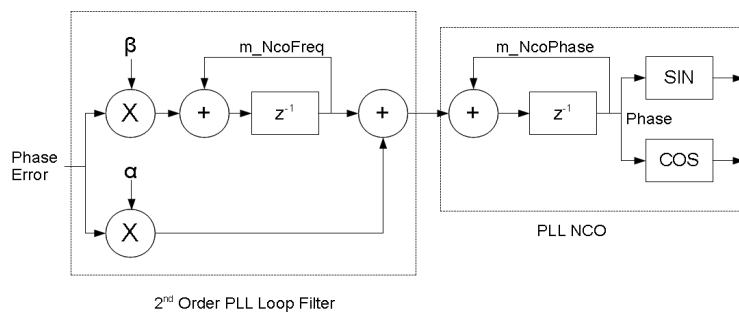 β
m_NcoFreq
m_NcoPhase
X
+
z⁻¹
+
+
z⁻¹
SIN
Phase
Phase
Error
α
COS
X
PLL NCO
2ⁿᵈ Order PLL Loop Filter